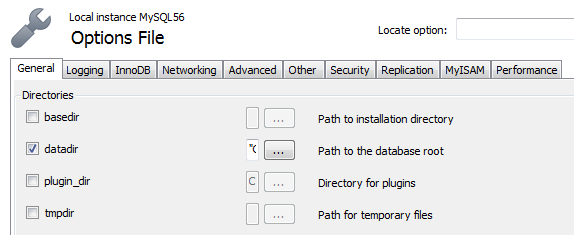 Local instance MySQL56
Options File
Locate option:
General Logging InnoDB Networking Advanced Other Security Replication MyISAM Performance
Directories
basedir ... Path to installation directory
datadir "C ... Path to the database root
plugin_dir C ... Directory for plugins
tmpdir ... Path for temporary files